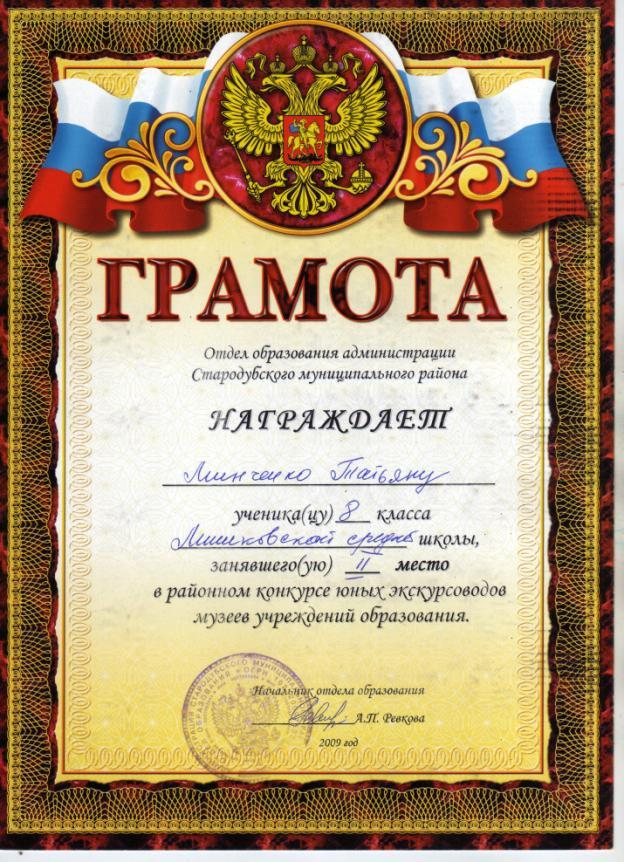 ГРАМОТА
Отдел образования администрации
Стародубского муниципального района
НАГРАЖДАЕТ
Минченко Татьяну
ученика(цу) 8 класса
Мишковской средней школы,
занявшего(ую) II место
в районном конкурсе юных экскурсоводов
музеев учреждений образования.
Начальник отдела образования
А.П. Ревкова
2009 год